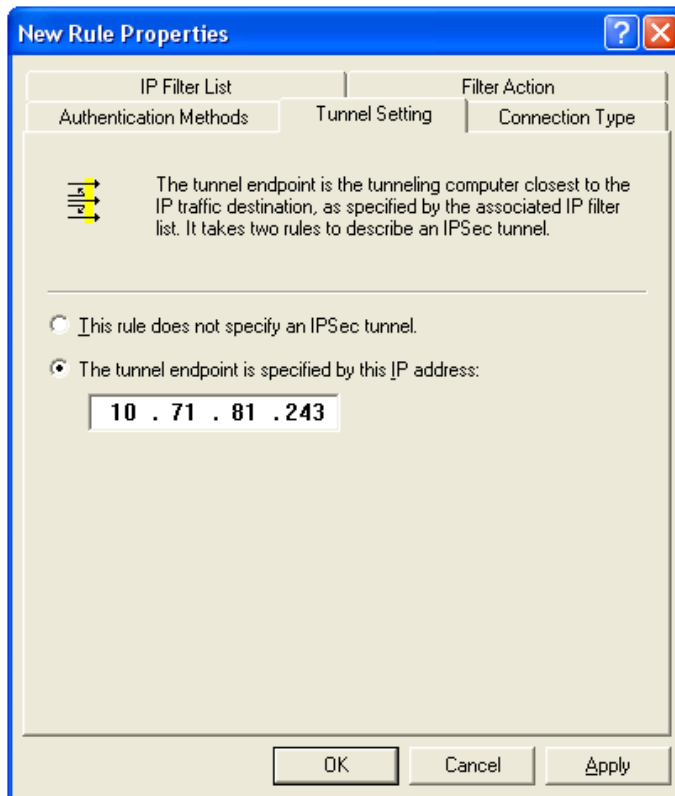 New Rule Properties
IP Filter List
Filter Action
Authentication Methods
Tunnel Setting
Connection Type
The tunnel endpoint is the tunneling computer closest to the
IP traffic destination, as specified by the associated IP filter
list. It takes two rules to describe an IPSec tunnel.
This rule does not specify an IPSec tunnel.
The tunnel endpoint is specified by this IP address:
10 . 71 . 81 . 243
OK
Cancel
Apply